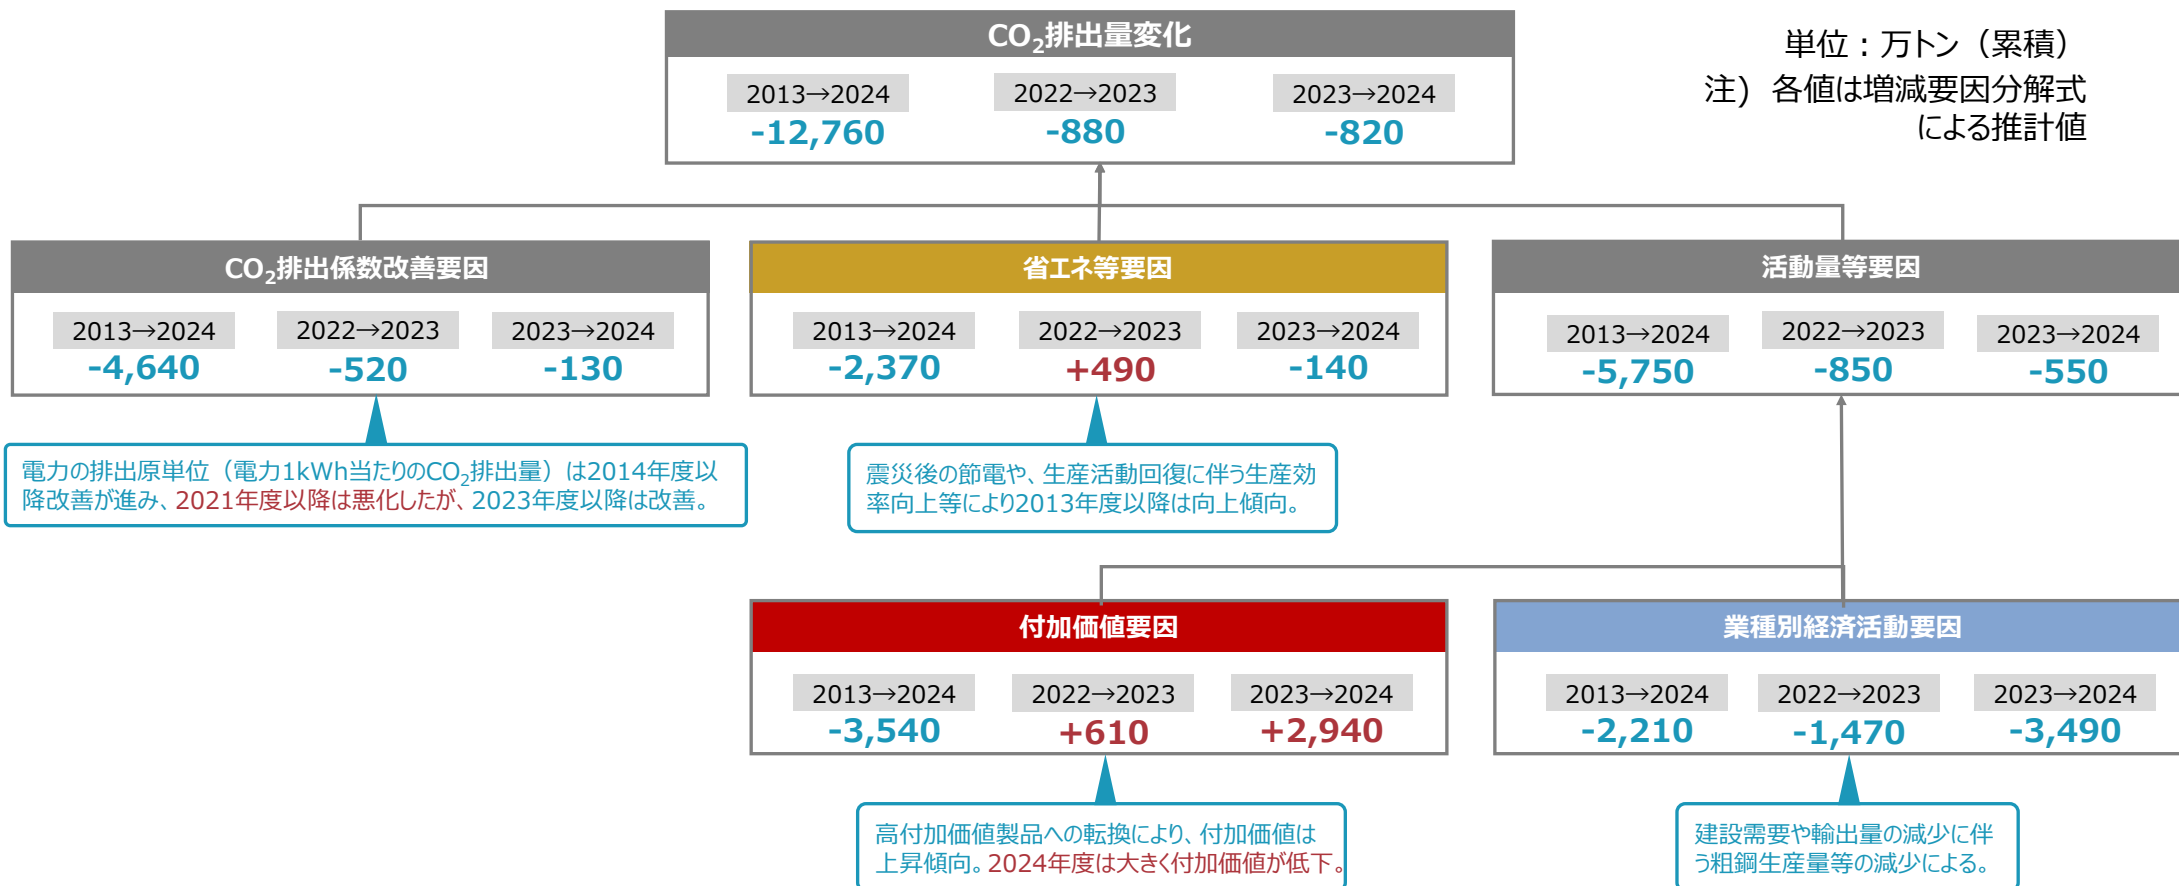 CO2排出量変化
単位：万トン（累積）
注）各値は増減要因分解式
による推計値
2013→2024 2022→2023 2023→2024
-12,760 -880 -820
CO2排出係数改善要因
2013→2024 2022→2023 2023→2024
-4,640 -520 -130
省エネ等要因
2013→2024 2022→2023 2023→2024
-2,370 +490 -140
活動量等要因
2013→2024 2022→2023 2023→2024
-5,750 -850 -550
電力の排出原単位（電力1kWh当たりのCO2排出量）は2014年度以
降改善が進み、2021年度以降は悪化したが、2023年度以降は改善。
震災後の節電や、生産活動回復に伴う生産効
率向上等により2013年度以降は向上傾向。
付加価値要因
2013→2024 2022→2023 2023→2024
-3,540 +610 +2,940
業種別経済活動要因
2013→2024 2022→2023 2023→2024
-2,210 -1,470 -3,490
高付加価値製品への転換により、付加価値は
上昇傾向。2024年度は大きく付加価値が低下。
建設需要や輸出量の減少に伴
う粗鋼生産量等の減少による。